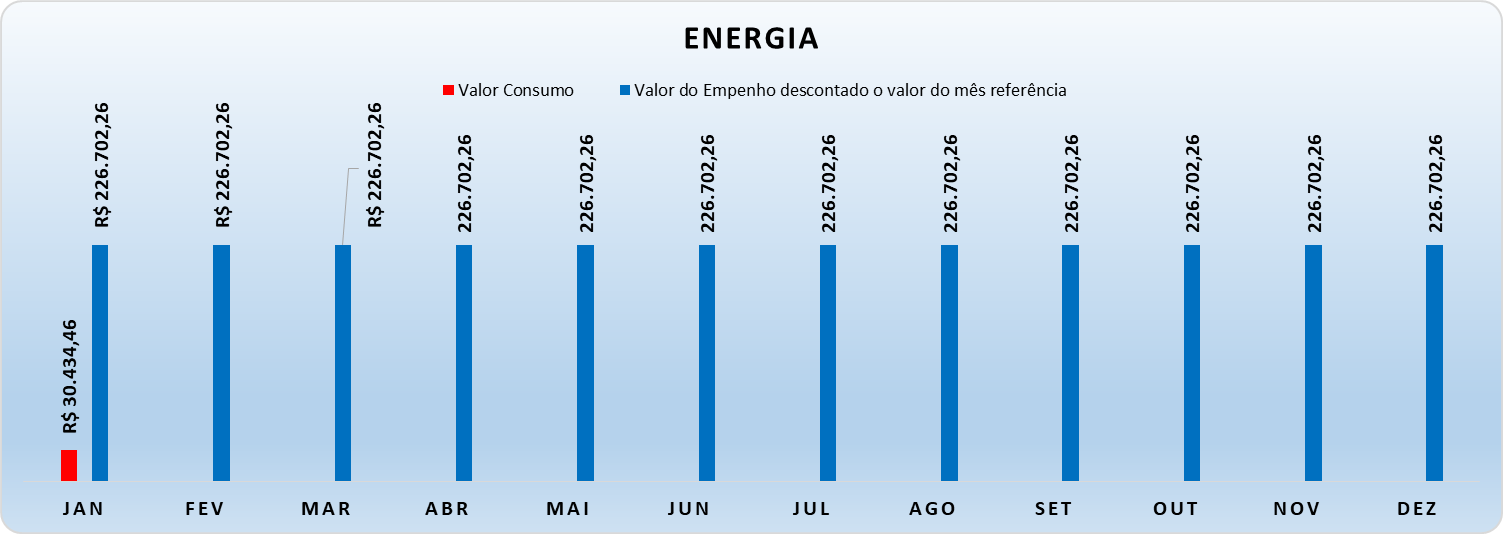 ENERGIA
Valor Consumo
Valor do Empenho descontado o valor do mês referência
R$ 30.434,46
R$ 226.702,26
R$ 226.702,26
R$ 226.702,26
226.702,26
226.702,26
226.702,26
226.702,26
226.702,26
226.702,26
226.702,26
226.702,26
226.702,26
JAN FEV MAR ABR MAI JUN JUL AGO SET OUT NOV DEZ